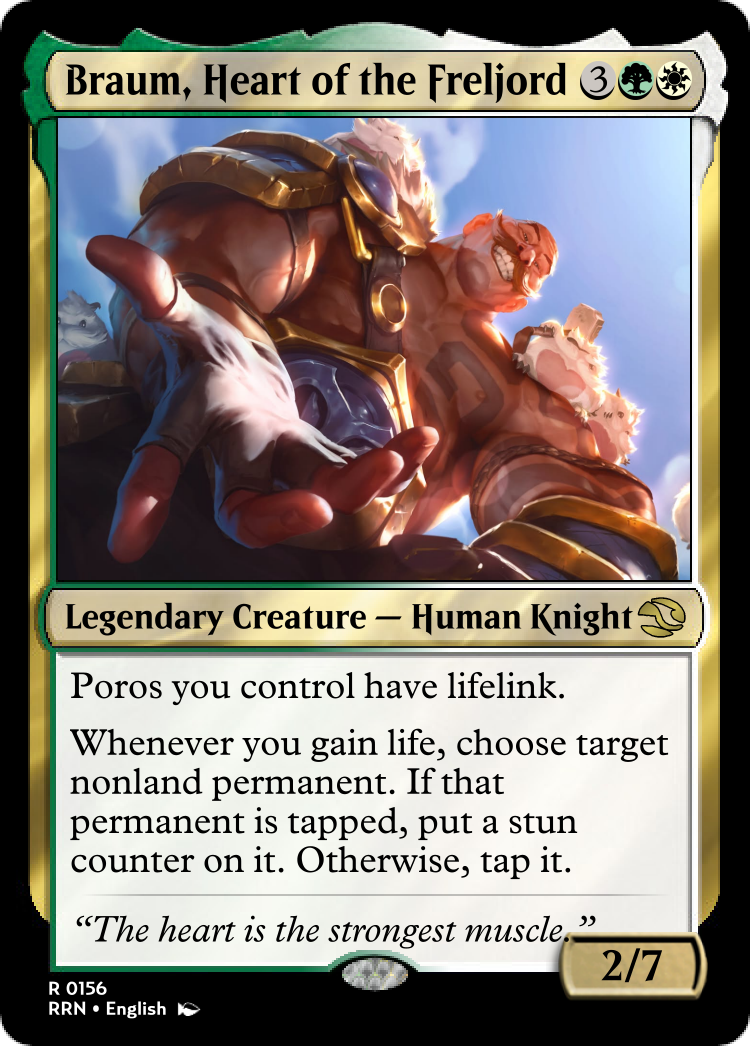 Braum, Heart of the Freljord 3
Legendary Creature — Human Knight
Poros you control have lifelink.
Whenever you gain life, choose target
nonland permanent. If that
permanent is tapped, put a stun
counter on it. Otherwise, tap it.
“The heart is the strongest muscle.”
2/7
R 0156
RRN • English